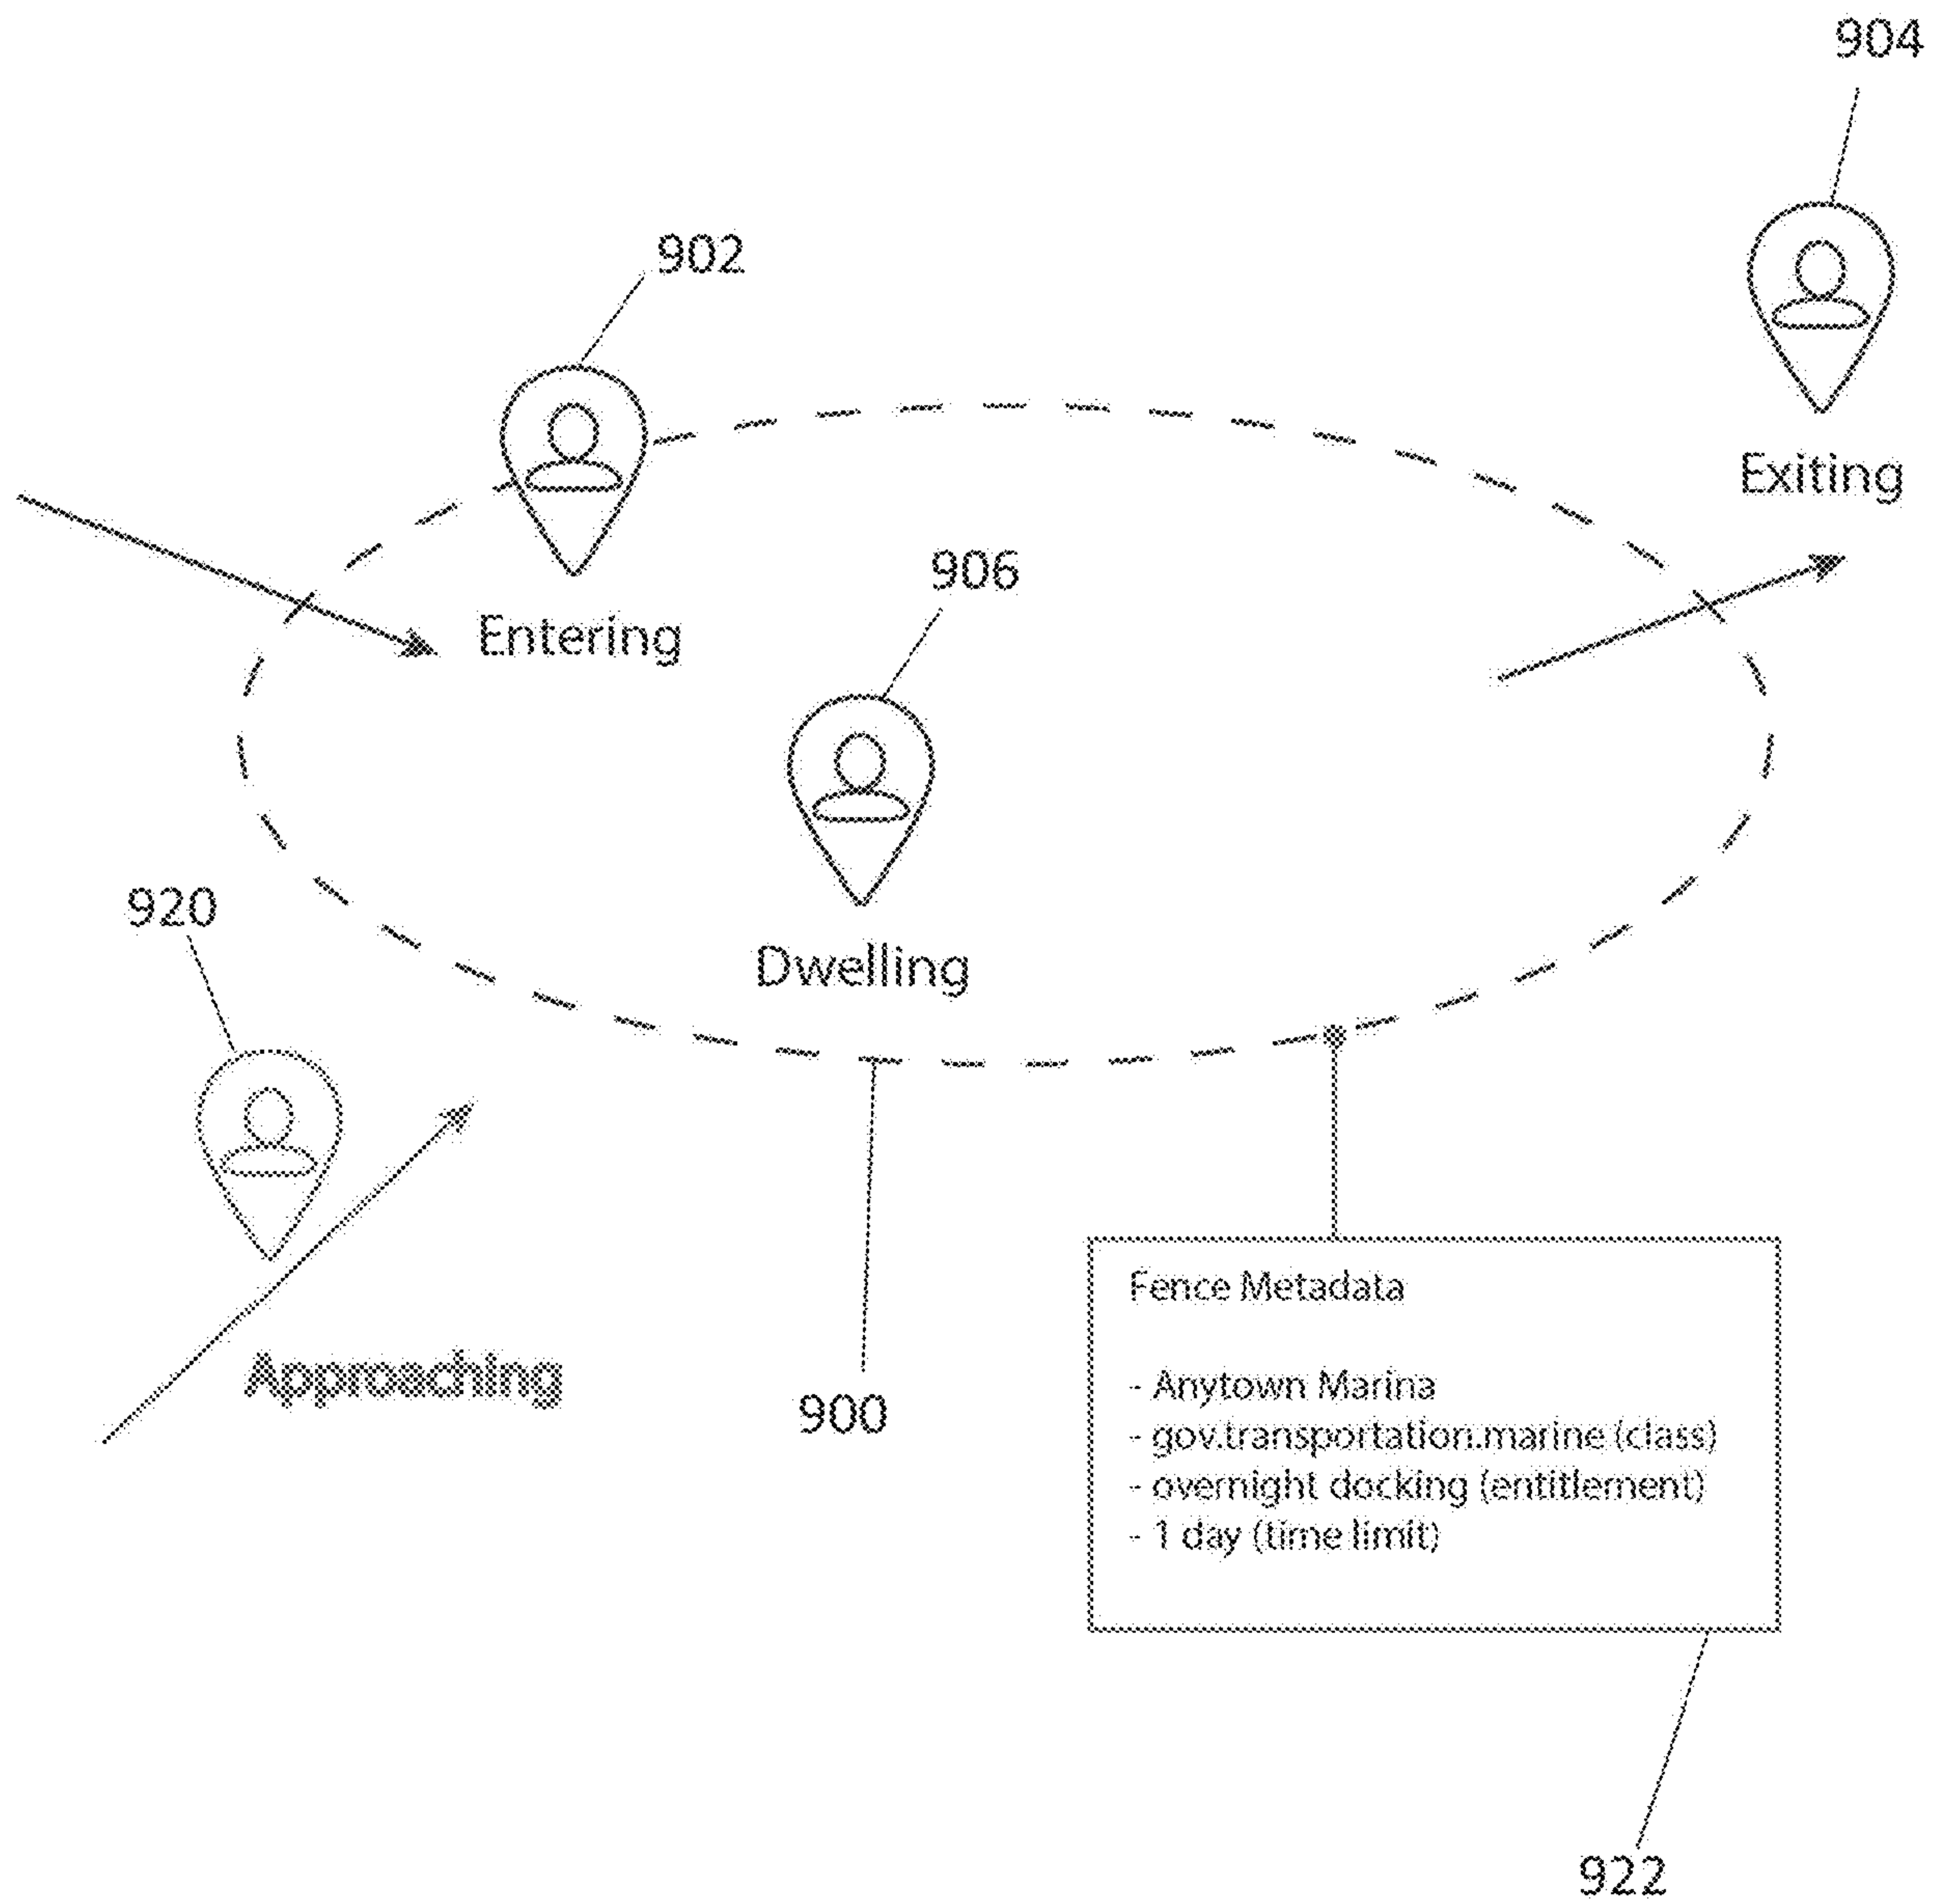 904
902
Exiting
906
Entering
920
Dwelling
Approaching
900
Fence Metadata
- Anytown Marina
- gov.transportation.marine (class)
- overnight docking (entitlement)
- 1 day (time limit)
922